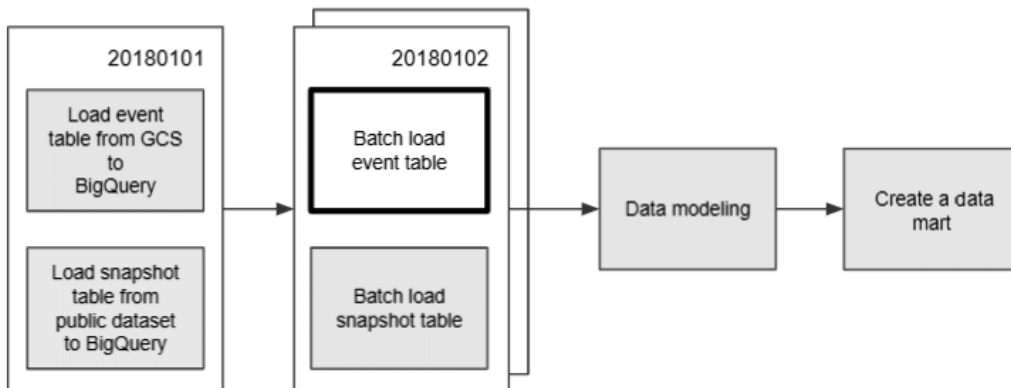 20180101
Load event
table from GCS
to
BigQuery
Load snapshot
table from
public dataset
to BigQuery
20180102
Batch load
event table
Batch load
snapshot table
Data modeling
Create a data
mart